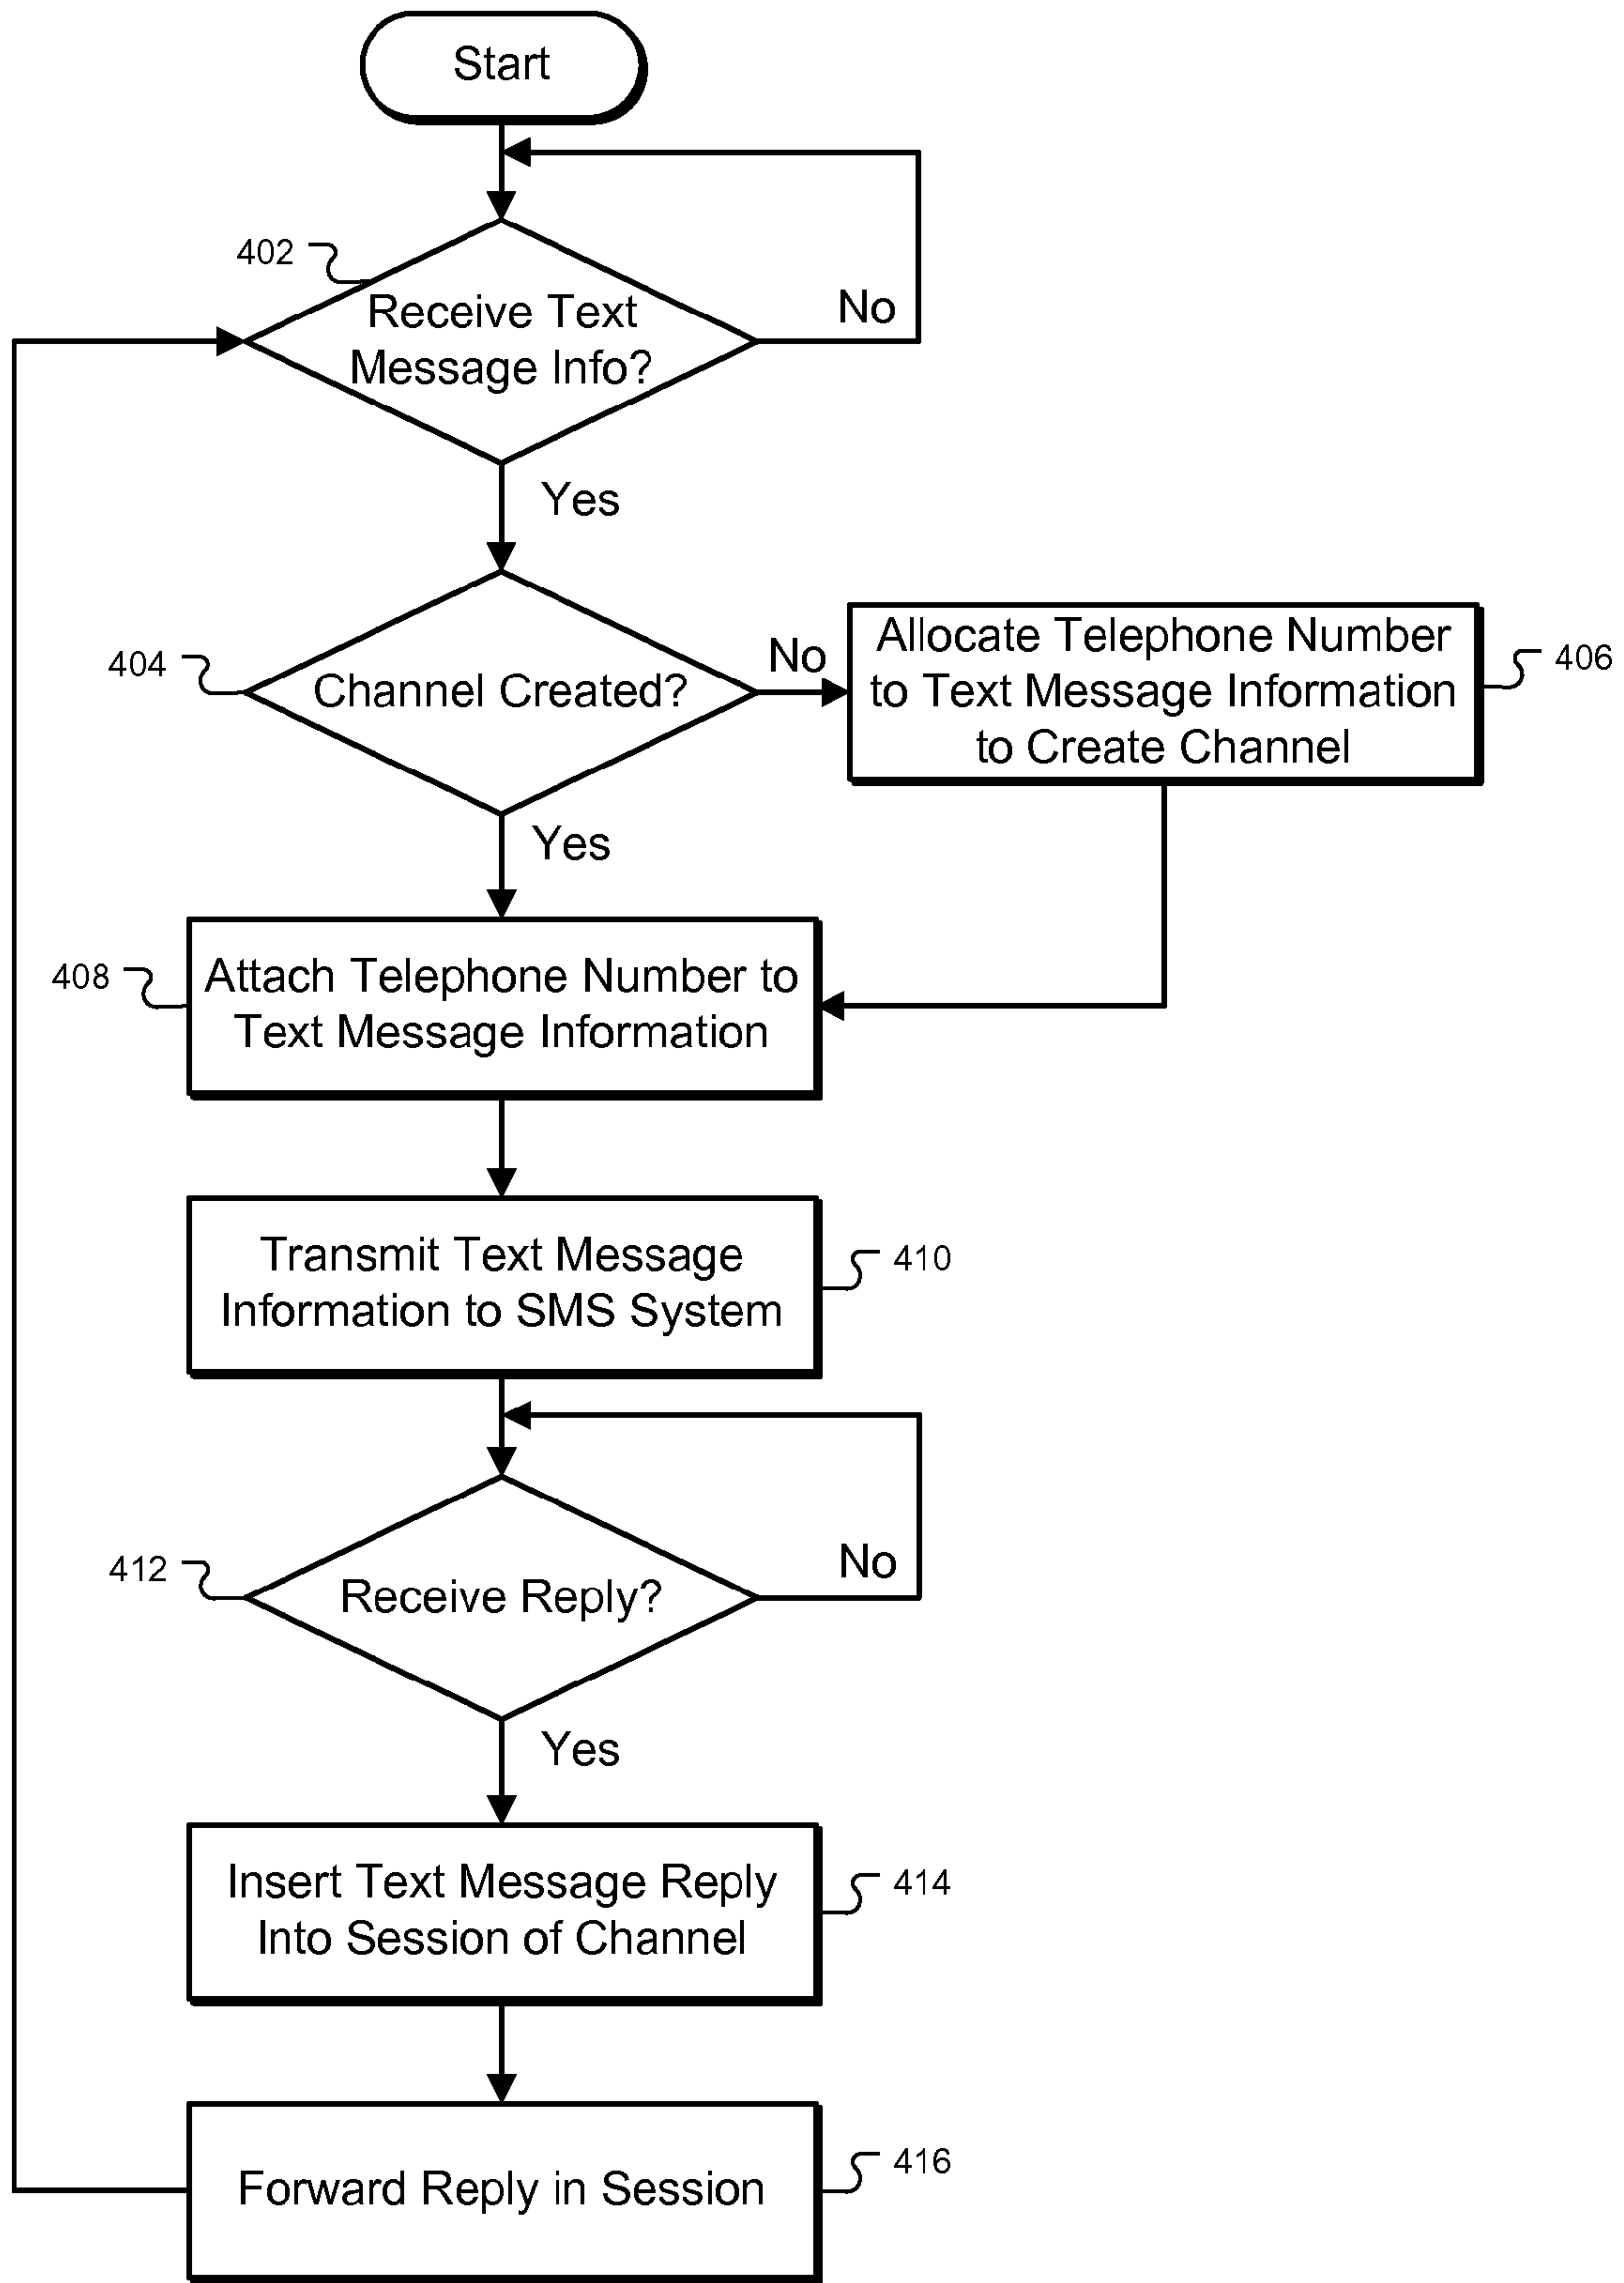 Start
402
Receive Text
Message Info?
No
Yes
404
Channel Created?
No
Allocate Telephone Number
to Text Message Information
to Create Channel
406
Yes
408
Attach Telephone Number to
Text Message Information
Transmit Text Message
Information to SMS System
410
412
Receive Reply?
No
Yes
Insert Text Message Reply
Into Session of Channel
414
Forward Reply in Session
416